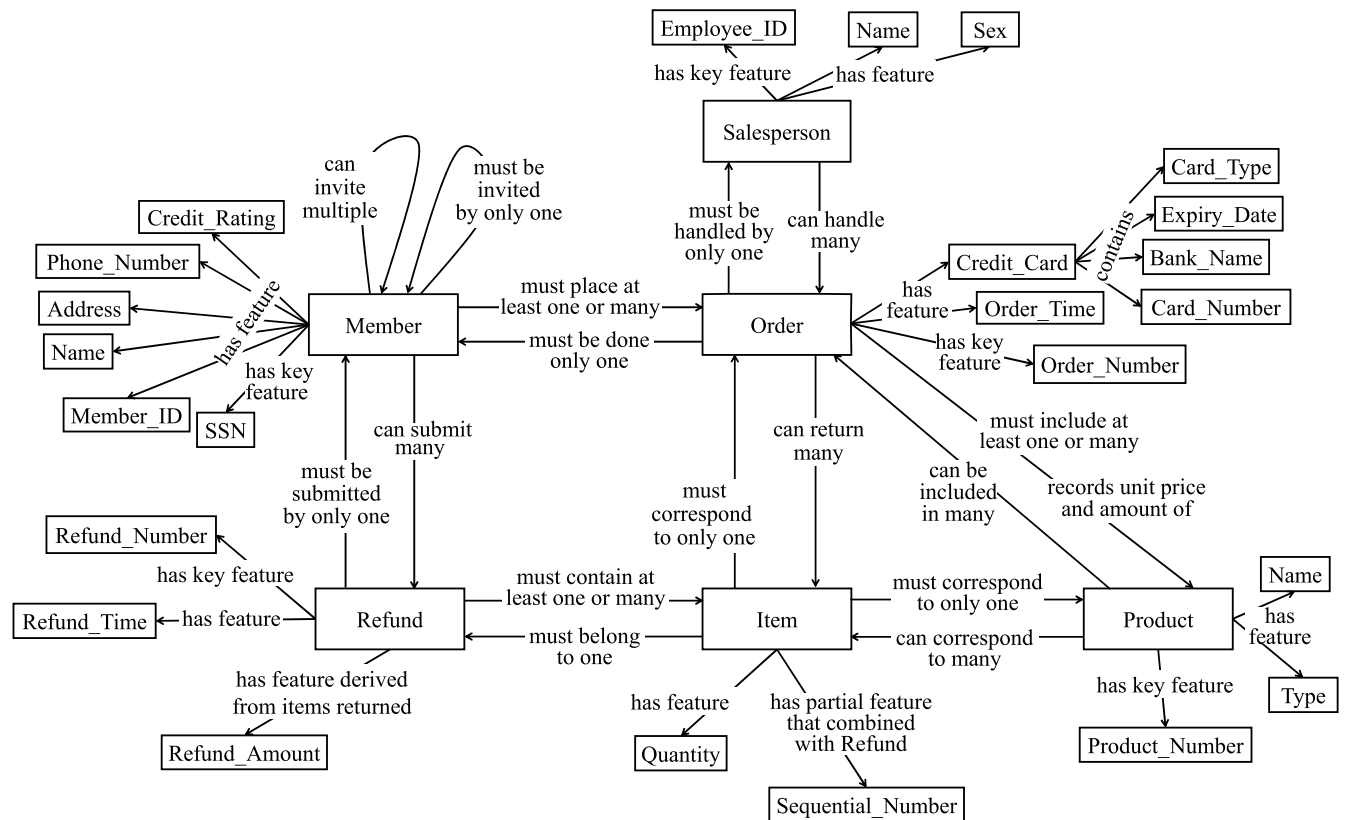 Employee_ID
Name
Sex
has key feature
has feature
Salesperson
can
invite
multiple
must be
invited
by only one
must be
handled by
only one
can handle
many
Card_Type
Expiry_Date
Bank_Name
Card_Number
contains
Credit_Card
Order_Time
Order_Number
has
feature
has key
feature
Credit_Rating
Phone_Number
Address
Name
Member_ID
SSN
has feature
has key
feature
Member
must place at
least one or many
must be done
only one
Order
must be
submitted
by only one
can submit
many
must
correspond
to only one
can return
many
can be
included
in many
must include at
least one or many
records unit price
and amount of
Refund_Number
has key feature
Refund_Time
has feature
Refund
must contain at
least one or many
must belong
to one
Item
must correspond
to only one
can correspond
to many
Product
Name
has
feature
Type
has key feature
Product_Number
has feature derived
from items returned
Refund_Amount
has feature
Quantity
has partial feature
that combined
with Refund
Sequential_Number